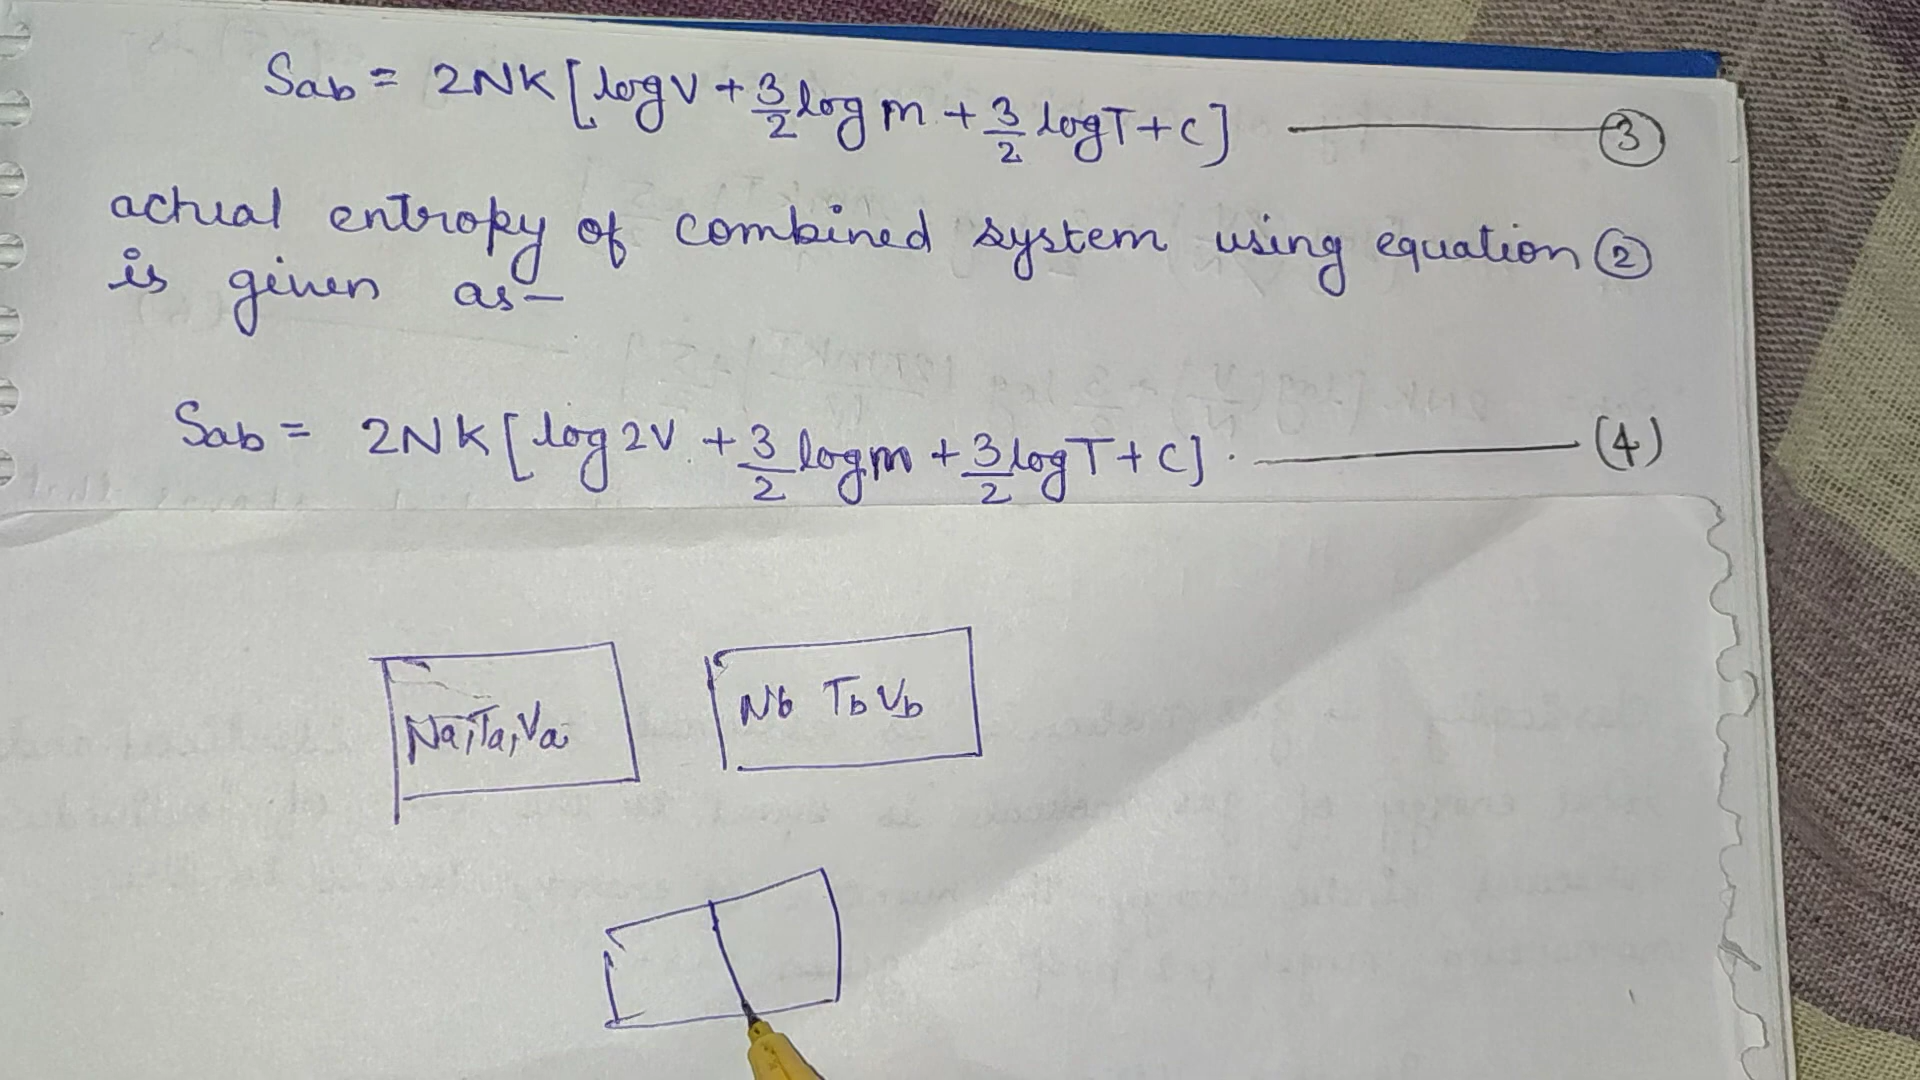 Sab = 2NK [log V + 3/2 log m + 3/2 log T + C] ③
actual entropy of combined system using equation ②
is given as —
Sab = 2NK [log 2V + 3/2 log m + 3/2 log T + C]. (4)
Na, Ta, Va
Nb Tb Vb